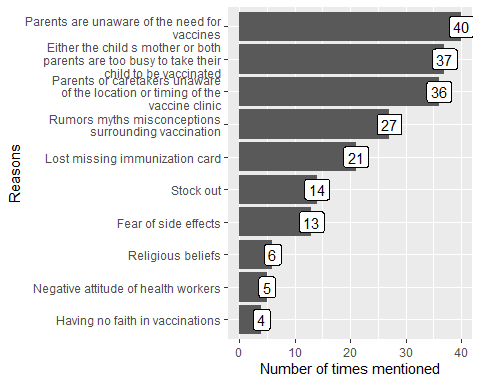 Parents are unaware of the need for
vaccines
40
Either the child s mother or both
parents are too busy to take their
child to be vaccinated
37
Parents or caretakers unaware
of the location or timing of the
vaccine clinic
36
Rumors myths misconceptions
surrounding vaccination
27
Lost missing immunization card
21
Stock out
14
Fear of side effects
13
Religious beliefs
6
Negative attitude of health workers
5
Having no faith in vaccinations
4
Reasons
0 10 20 30 40
Number of times mentioned